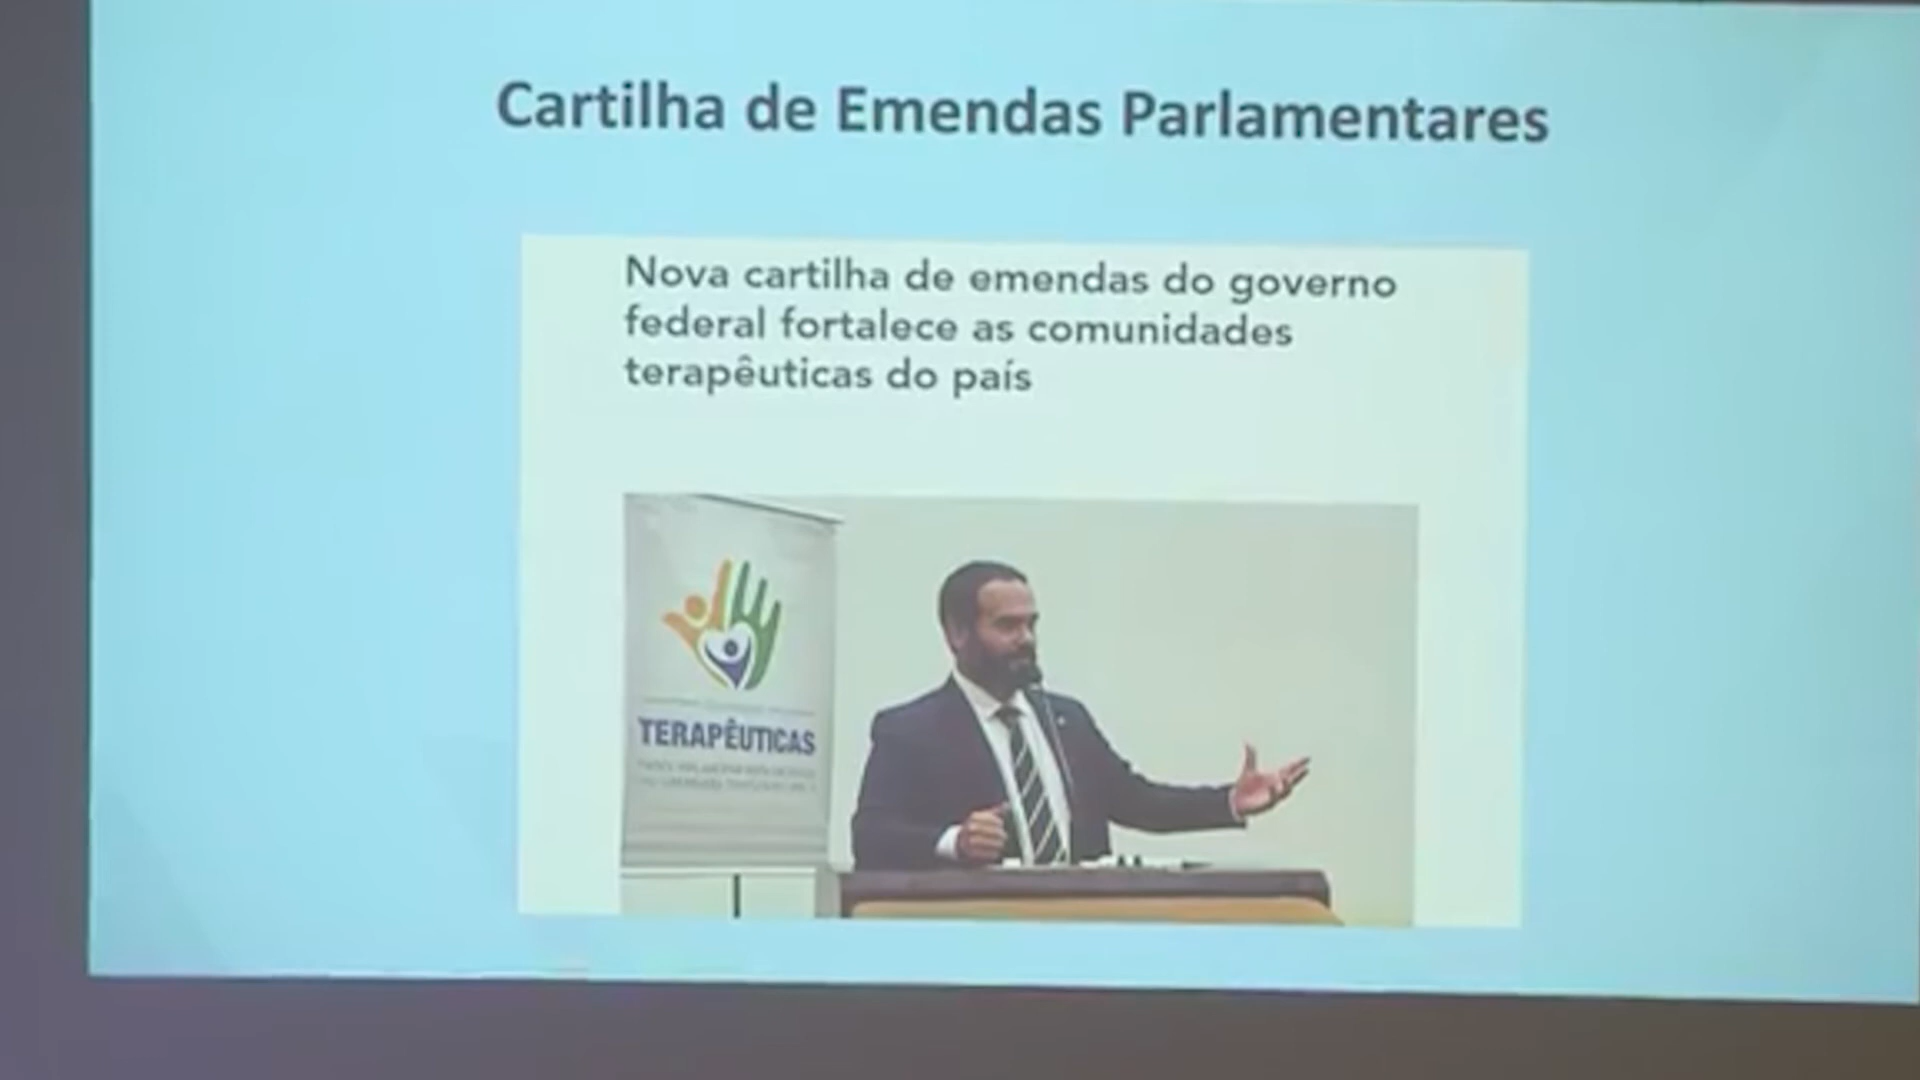 Cartilha de Emendas Parlamentares
Nova cartilha de emendas do governo
federal fortalece as comunidades
terapêuticas do país
TERAPÊUTICAS